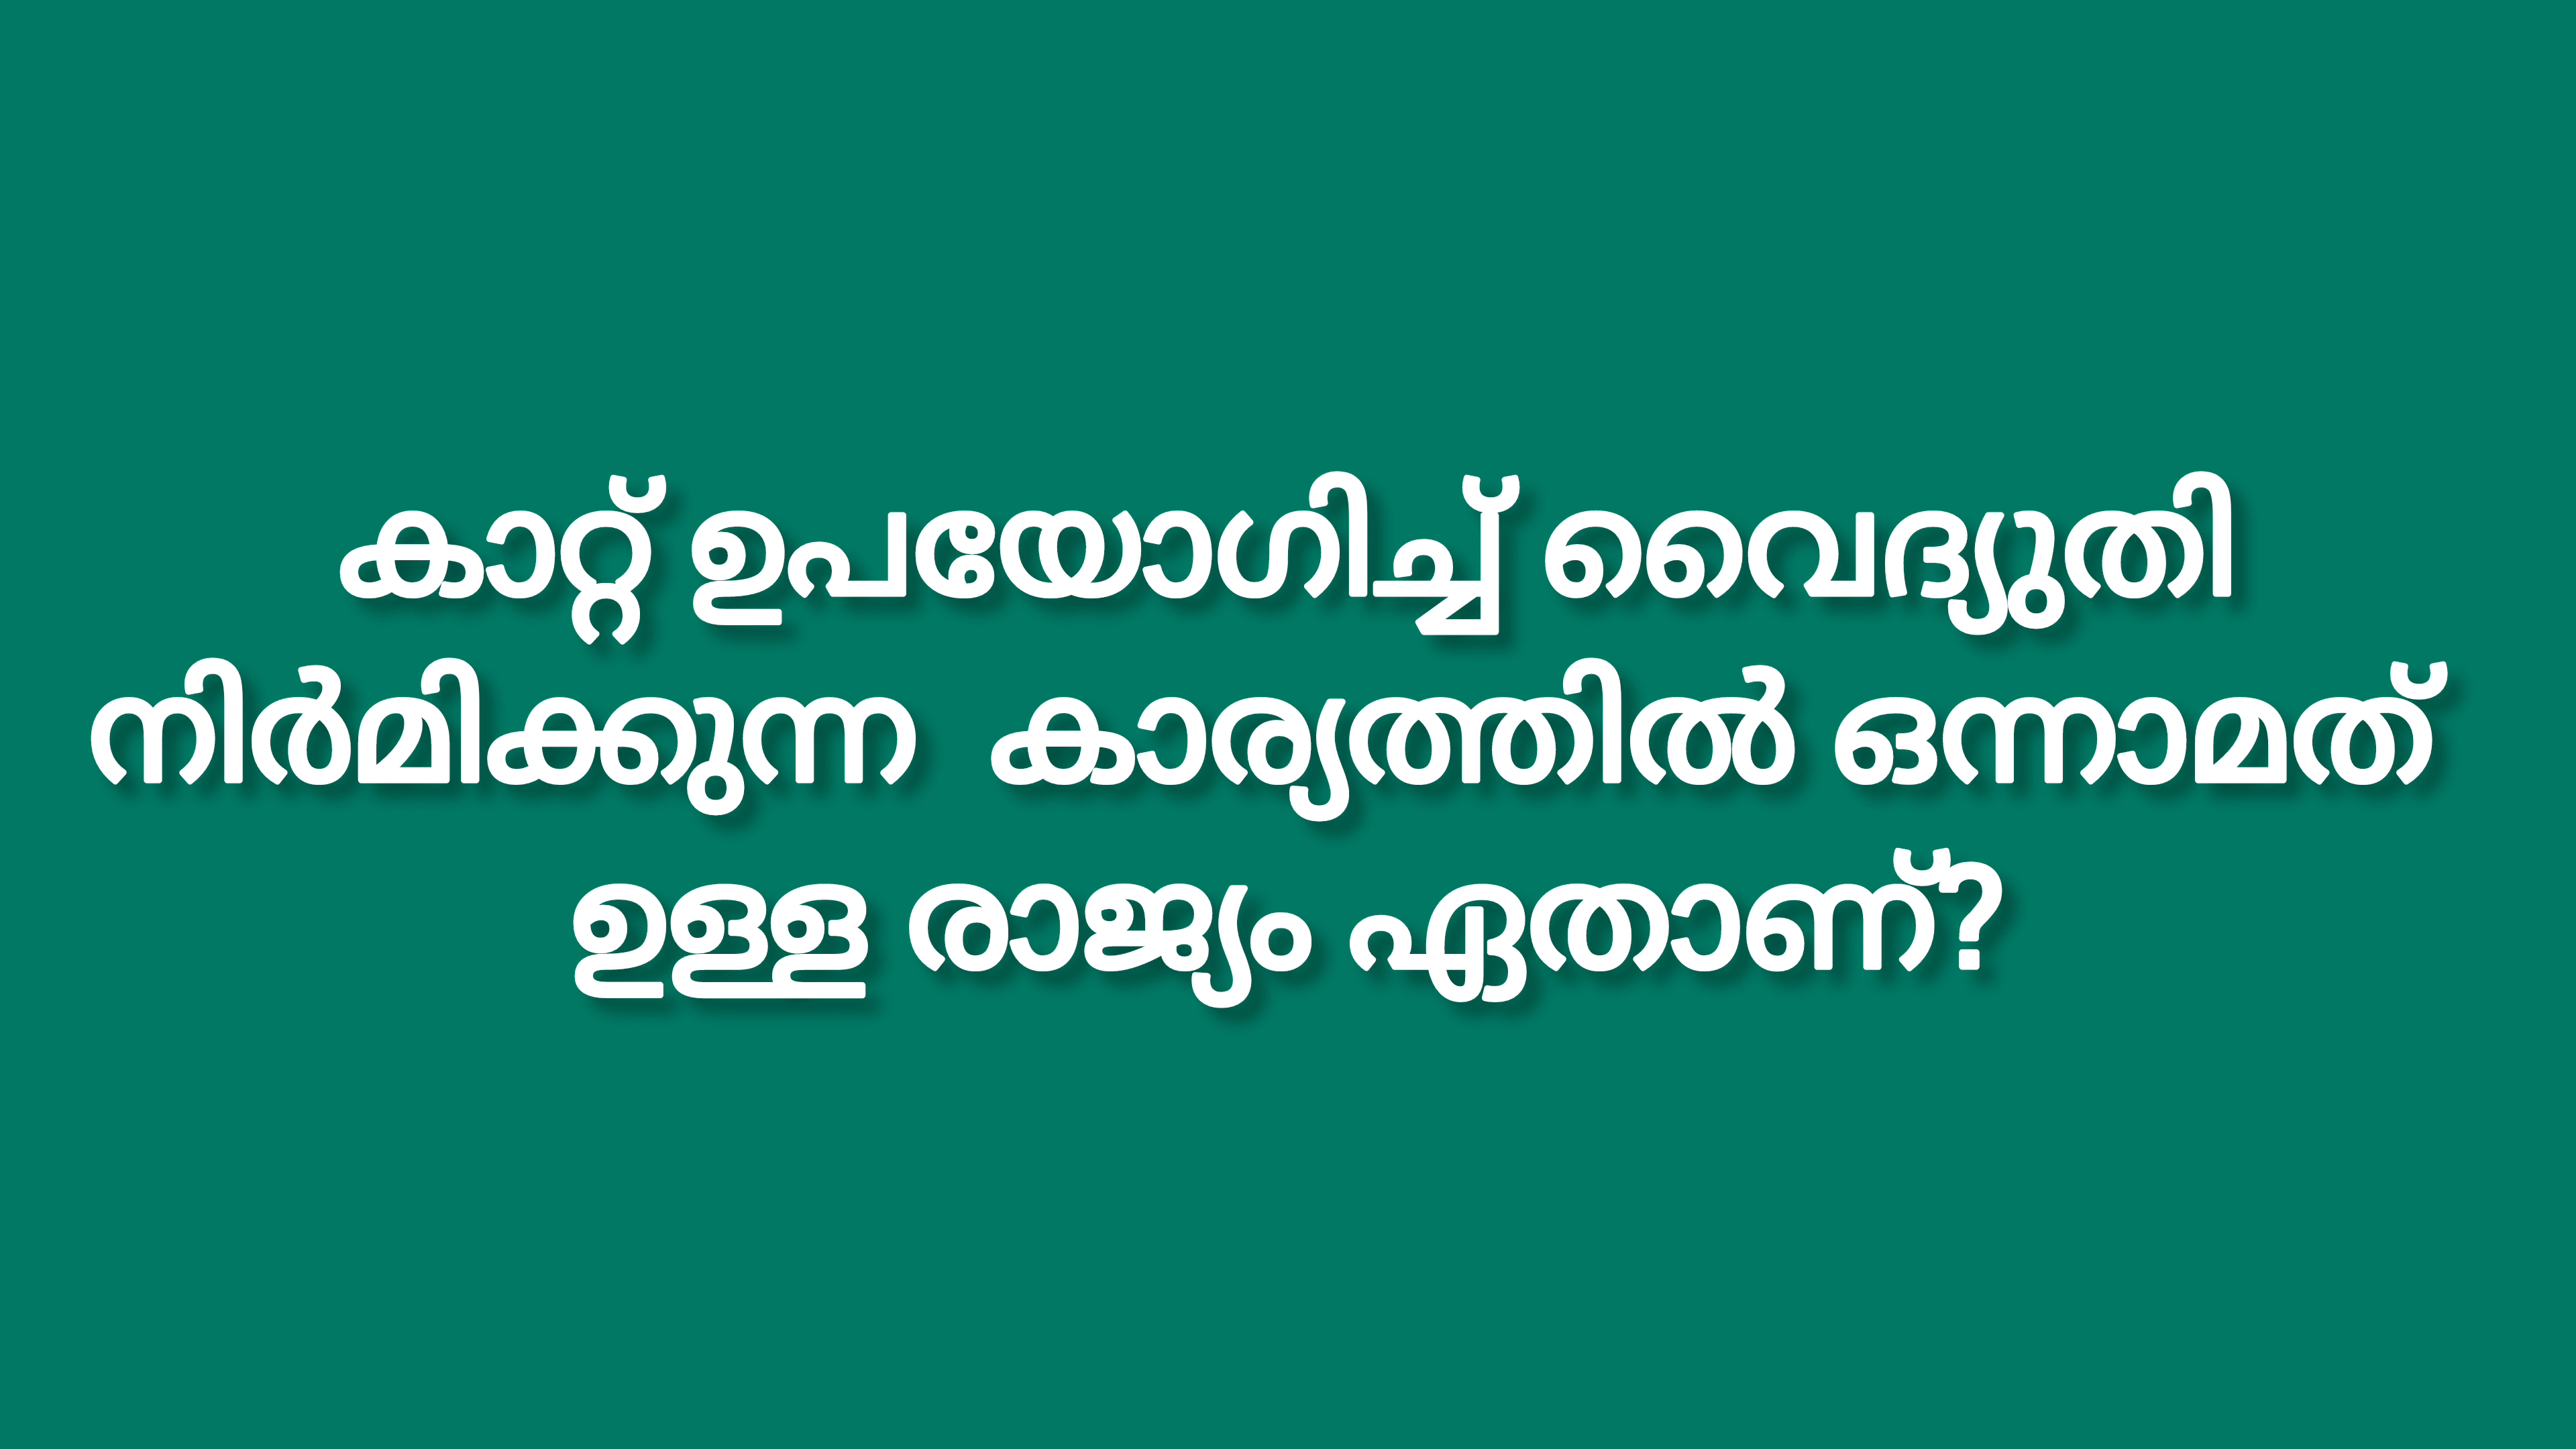 കാറ്റ് ഉപയോഗിച്ച് വൈദ്യുതി
നിർമിക്കുന്ന കാര്യത്തിൽ ഒന്നാമത്
ഉള്ള രാജ്യം ഏതാണ്?